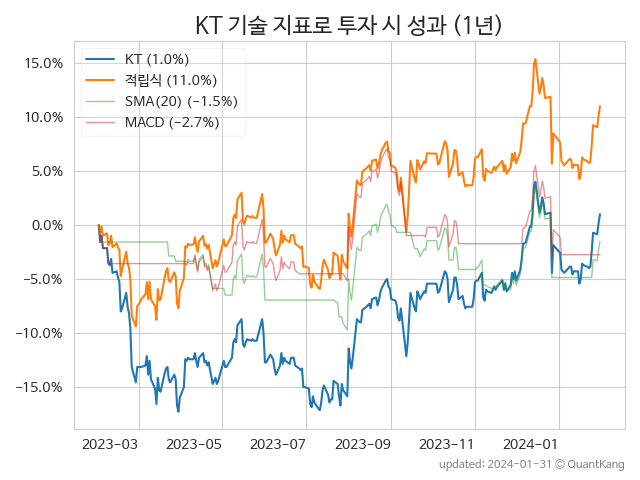 KT 기술 지표로 투자 시 성과 (1년)
KT (1.0%)
적립식 (11.0%)
SMA(20) (−1.5%)
MACD (−2.7%)
15.0%
10.0%
5.0%
0.0%
−5.0%
−10.0%
−15.0%
2023-03 2023-05 2023-07 2023-09 2023-11 2024-01
updated: 2024-01-31 © QuantKang